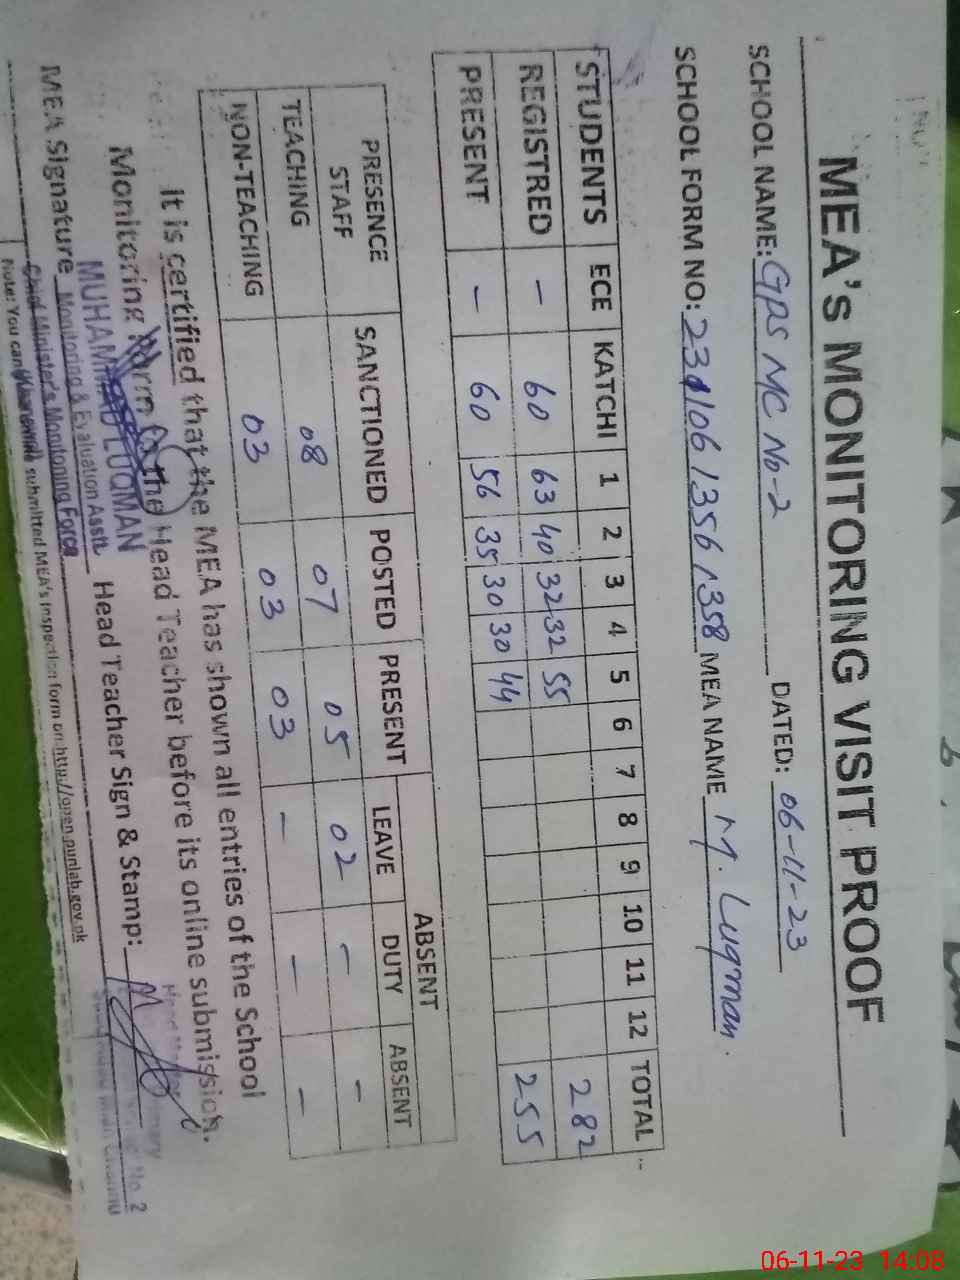 MEA's MONITORING VISIT PROOF
SCHOOL NAME: GPS MC No-2 DATED: 06-11-23
SCHOOL FORM NO: MEA NAME M. Luqman.
STUDENTS ECE KATCHI 1 2 3 4 5 6 7 8 9 10 11 12 TOTAL
REGISTRED - 60 63 40 32 32 55 282
PRESENT - 60 56 35 30 30 44 255
PRESENCE STAFF SANCTIONED POSTED PRESENT ABSENT
LEAVE DUTY ABSENT
TEACHING 08 07 05 02 - -
NON-TEACHING 03 03 03 - - -
It is certified that the MEA has shown all entries of the School
Monitoring Form to the Head Teacher before its online submission.
MUHAMMAD LUQMAN
MEA Signature Monitoring & Evaluation Asstt. Head Teacher Sign & Stamp:
Chief Minister's Monitoring Force
Khanewal
Note: You can view submitted MEA's Inspection form on: http://open.punjab.gov.pk
06-11-23 14:08